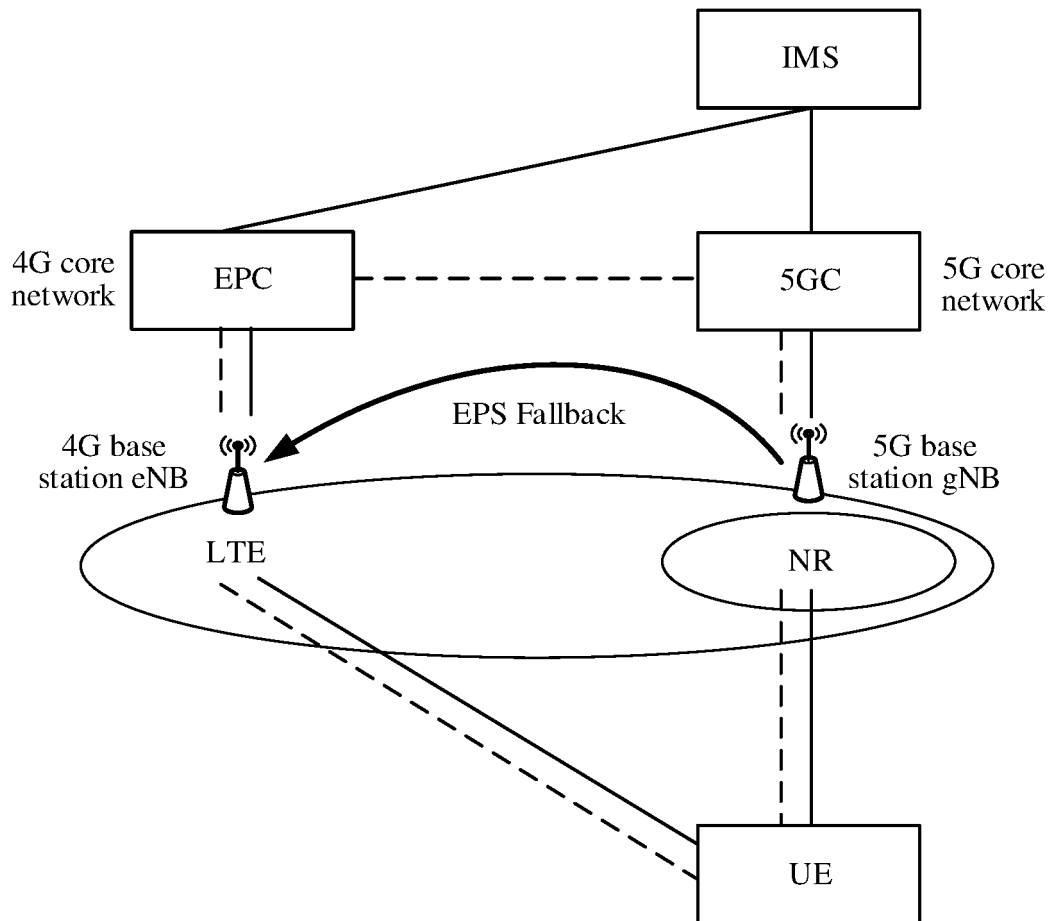 IMS
4G core
network
EPC
5GC
5G core
network
EPS Fallback
4G base
station eNB
5G base
station gNB
LTE
NR
UE